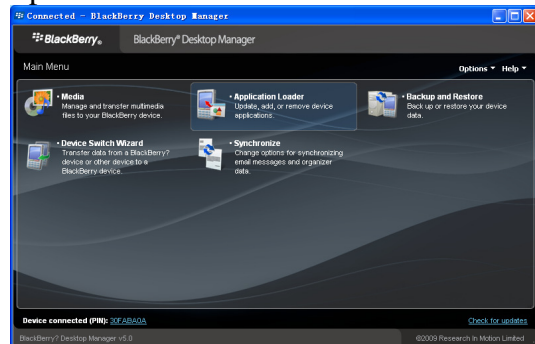 Connected - BlackBerry Desktop Manager
BlackBerry® BlackBerry® Desktop Manager
Main Menu Options Help
Media
Manage and transfer multimedia
files to your BlackBerry device.
Application Loader
Update, add, or remove device
applications.
Backup and Restore
Back up or restore your device
data.
Device Switch
Wizard
Transfer data from a BlackBerry?
device or other device to a
BlackBerry device.
Synchronize
Change options for synchronizing
email messages and organizer
data.
Device connected (PIN): 30FABA0A Check for updates
BlackBerry? Desktop Manager v5.0 ©2009 Research In Motion Limited